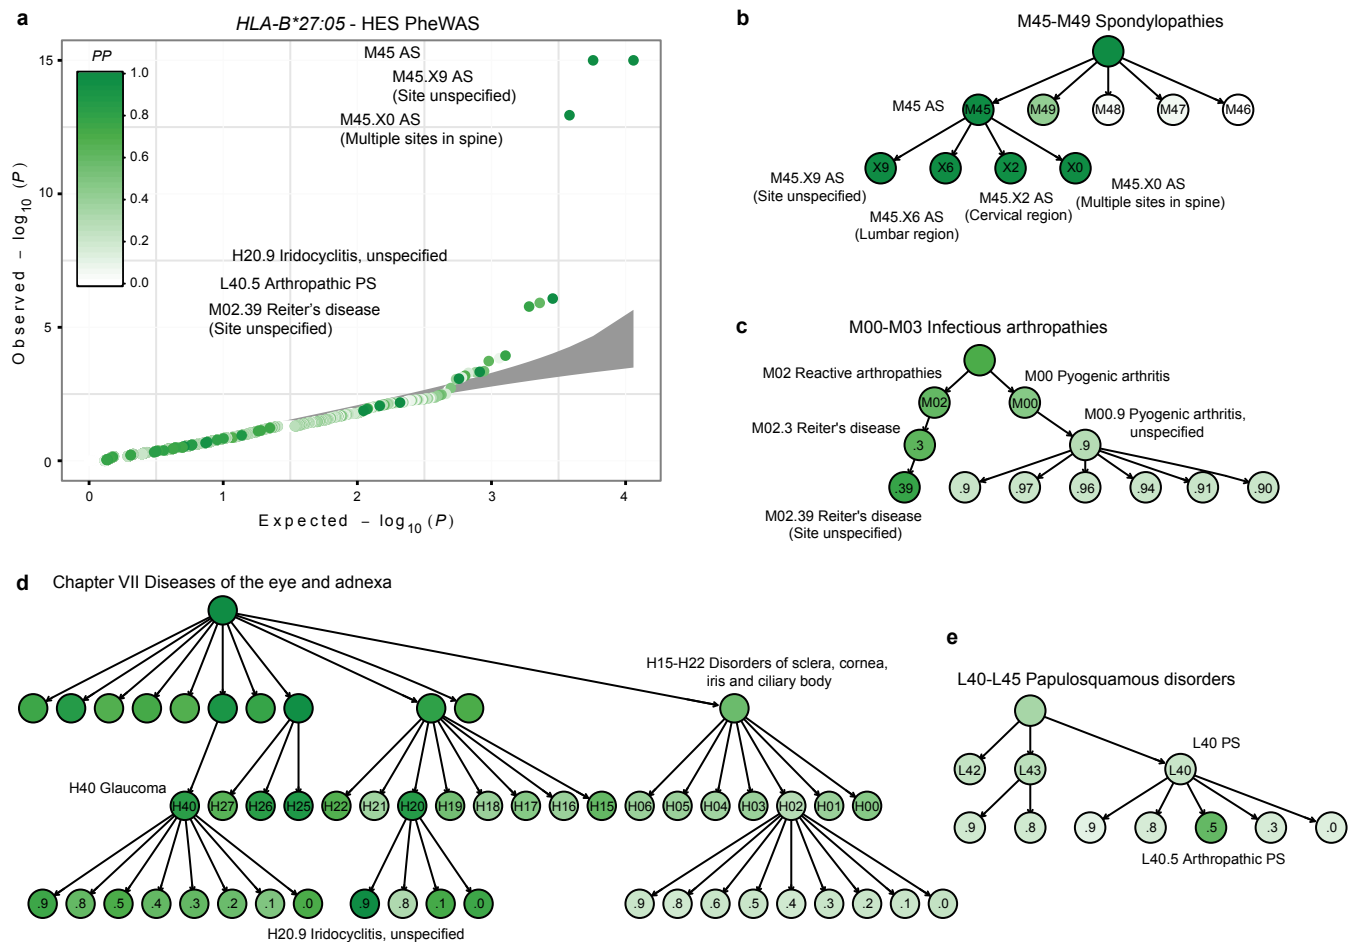 a
HLA-B*27:05 - HES PheWAS
PP
1.0
0.8
0.6
0.4
0.2
0.0
M45 AS
M45.X9 AS
(Site unspecified)
M45.X0 AS
(Multiple sites in spine)
H20.9 Iridocyclitis, unspecified
L40.5 Arthropathic PS
M02.39 Reiter's disease
(Site unspecified)
15
10
5
0
Observed – log10 (P)
0 1 2 3 4
Expected – log10 (P)
b
M45-M49 Spondylopathies
M45 AS
M45 M49 M48 M47 M46
X9 X6 X2 X0
M45.X9 AS
(Site unspecified)
M45.X6 AS
(Lumbar region)
M45.X2 AS
(Cervical region)
M45.X0 AS
(Multiple sites in spine)
c
M00-M03 Infectious arthropathies
M02 Reactive arthropathies
M00 Pyogenic arthritis
M02 M00
M02.3 Reiter's disease
M00.9 Pyogenic arthritis,
unspecified
.3 .9
.39 .9 .97 .96 .94 .91 .90
M02.39 Reiter's disease
(Site unspecified)
d
Chapter VII Diseases of the eye and adnexa
H15-H22 Disorders of sclera, cornea,
iris and ciliary body
H40 Glaucoma
H40 H27 H26 H25 H22 H21 H20 H19 H18 H17 H16 H15 H06 H05 H04 H03 H02 H01 H00
.9 .8 .5 .4 .3 .2 .1 .0 .9 .8 .1 .0 .9 .8 .6 .5 .4 .3 .2 .1 .0
H20.9 Iridocyclitis, unspecified
e
L40-L45 Papulosquamous disorders
L40 PS
L42 L43 L40
.9 .8 .9 .8 .5 .3 .0
L40.5 Arthropathic PS